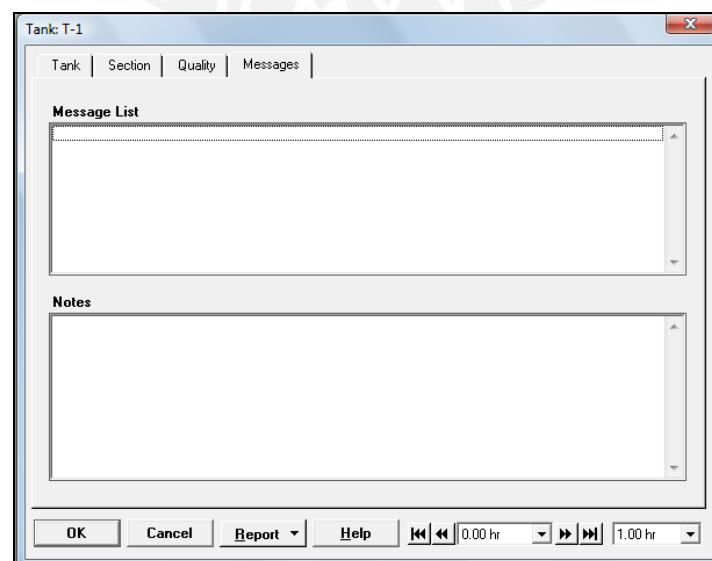 Tank: T-1
Tank Section Quality Messages
Message List
Notes
OK Cancel Report Help 0.00 hr 1.00 hr